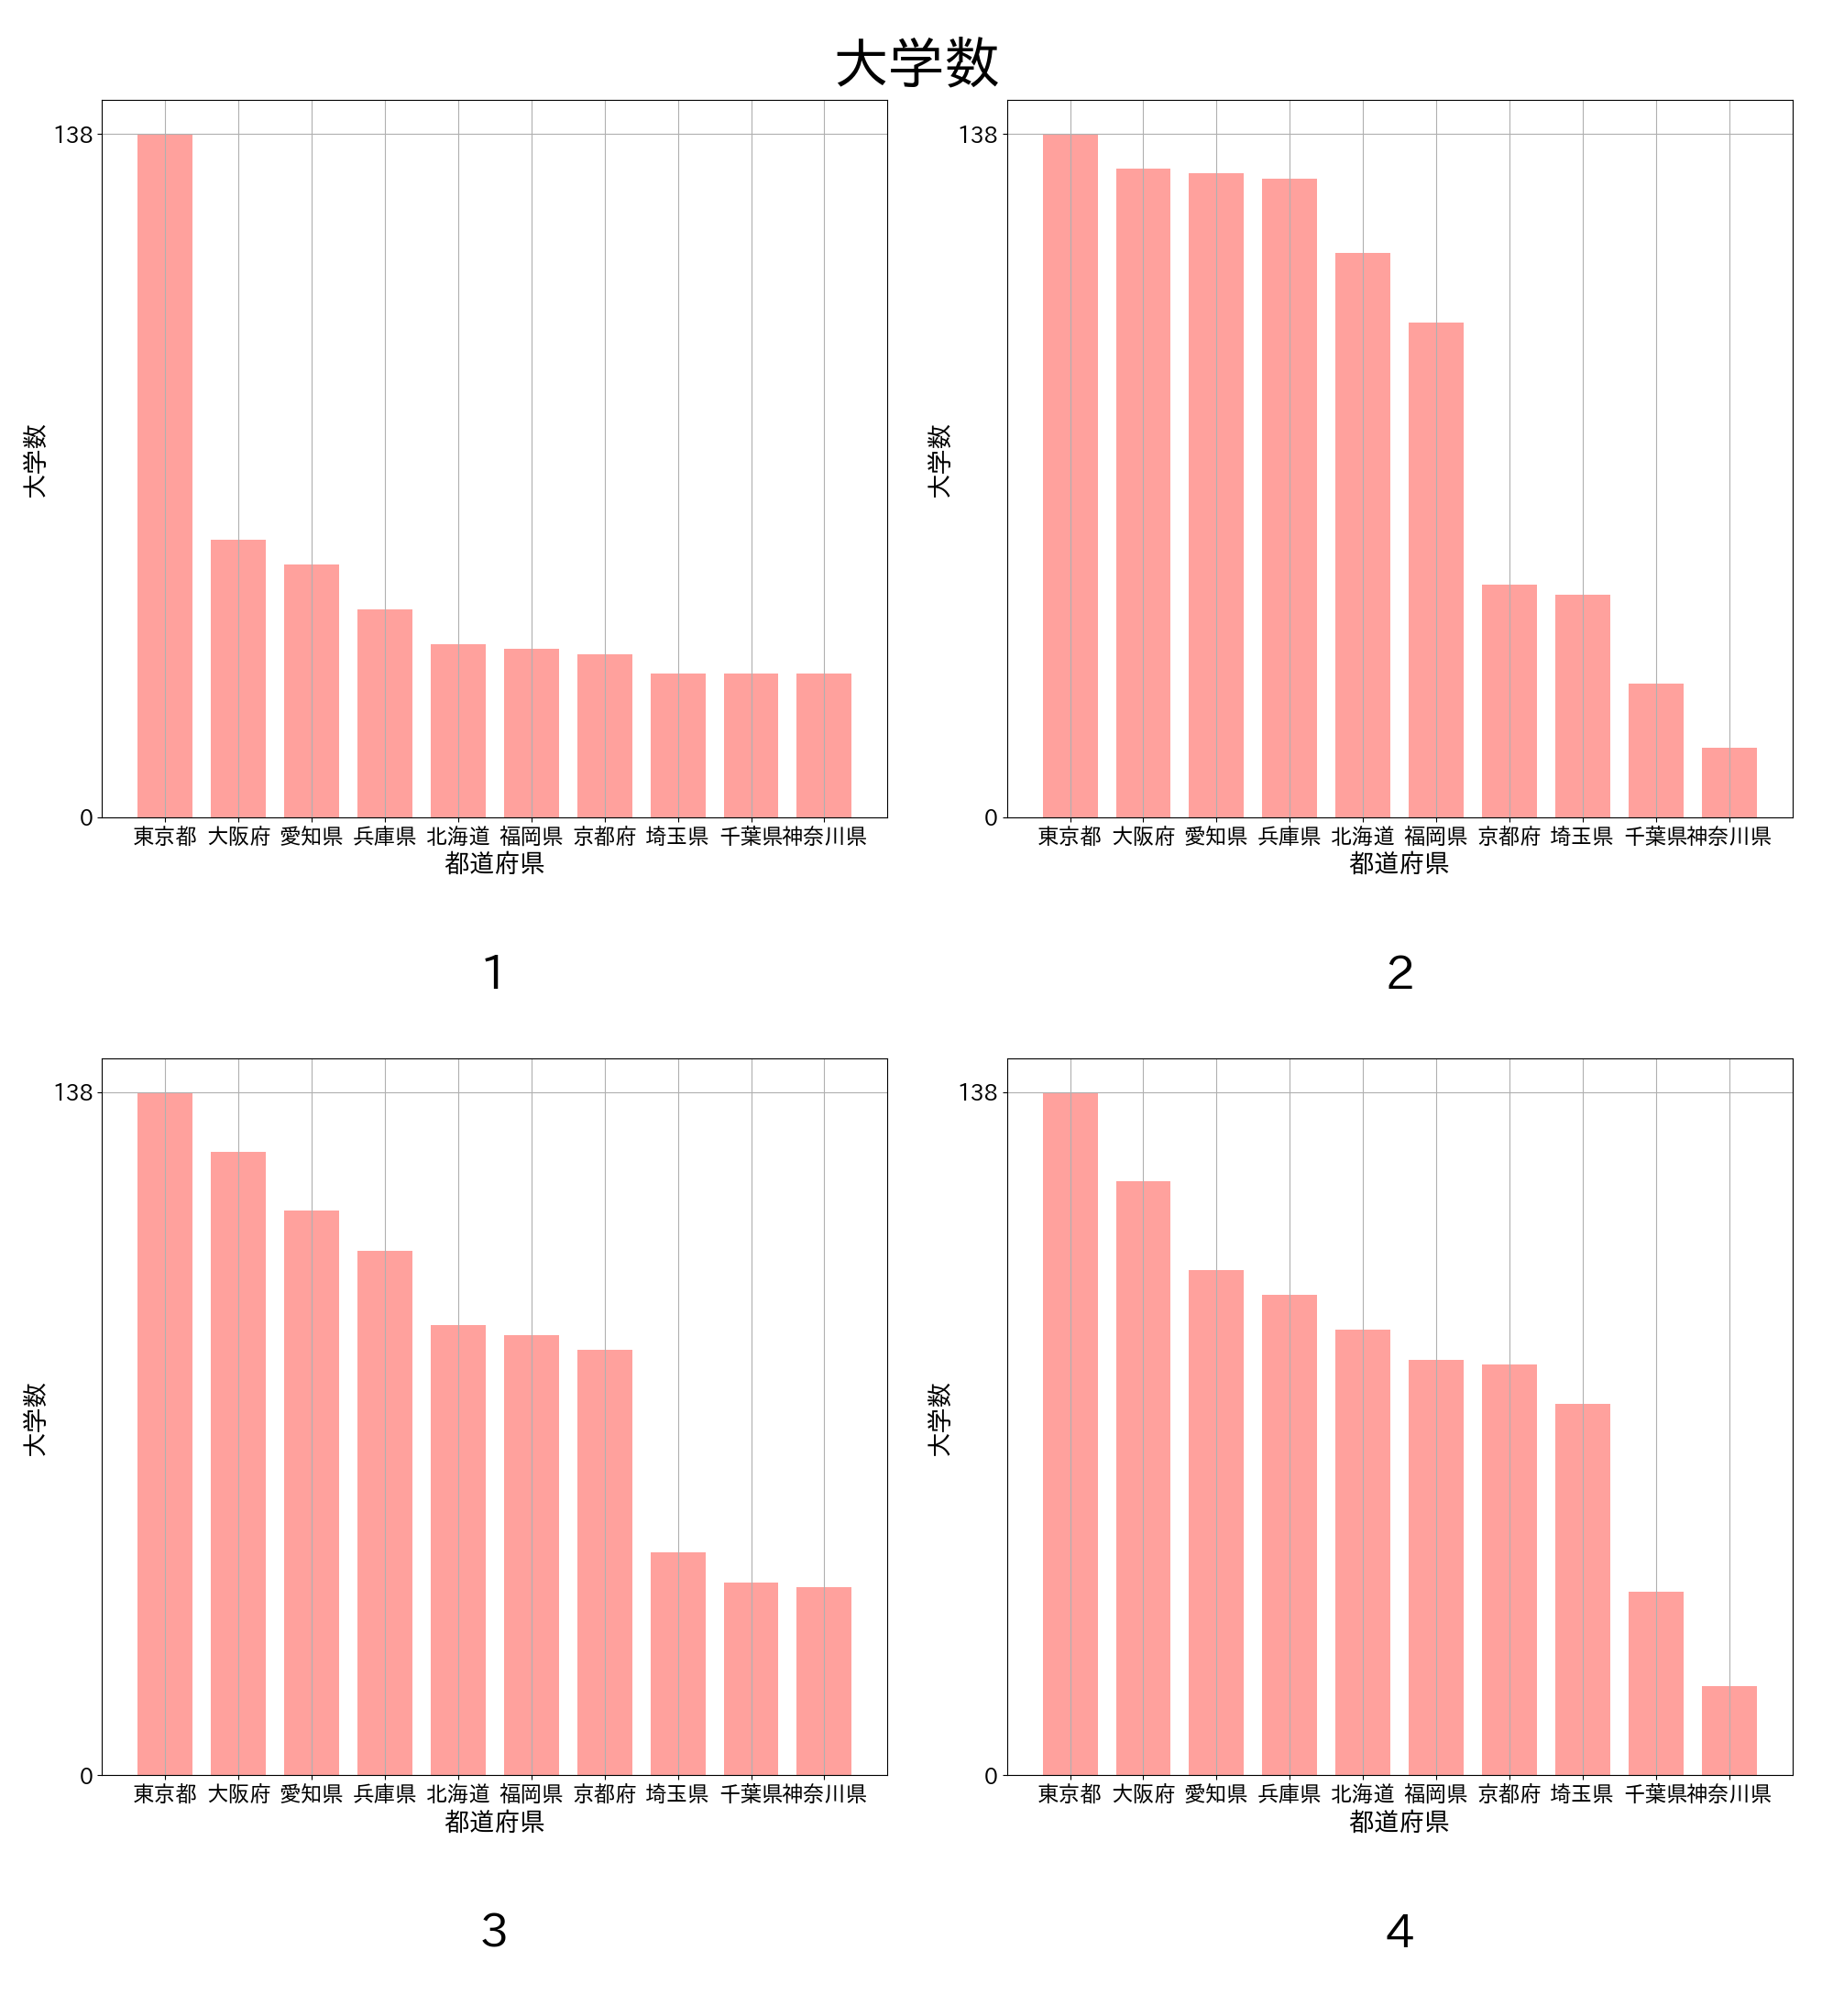 大学数
138
0
大学数
東京都 大阪府 愛知県 兵庫県 北海道 福岡県 京都府 埼玉県 千葉県 神奈川県
都道府県
1
138
0
大学数
東京都 大阪府 愛知県 兵庫県 北海道 福岡県 京都府 埼玉県 千葉県 神奈川県
都道府県
2
138
0
大学数
東京都 大阪府 愛知県 兵庫県 北海道 福岡県 京都府 埼玉県 千葉県 神奈川県
都道府県
3
138
0
大学数
東京都 大阪府 愛知県 兵庫県 北海道 福岡県 京都府 埼玉県 千葉県 神奈川県
都道府県
4